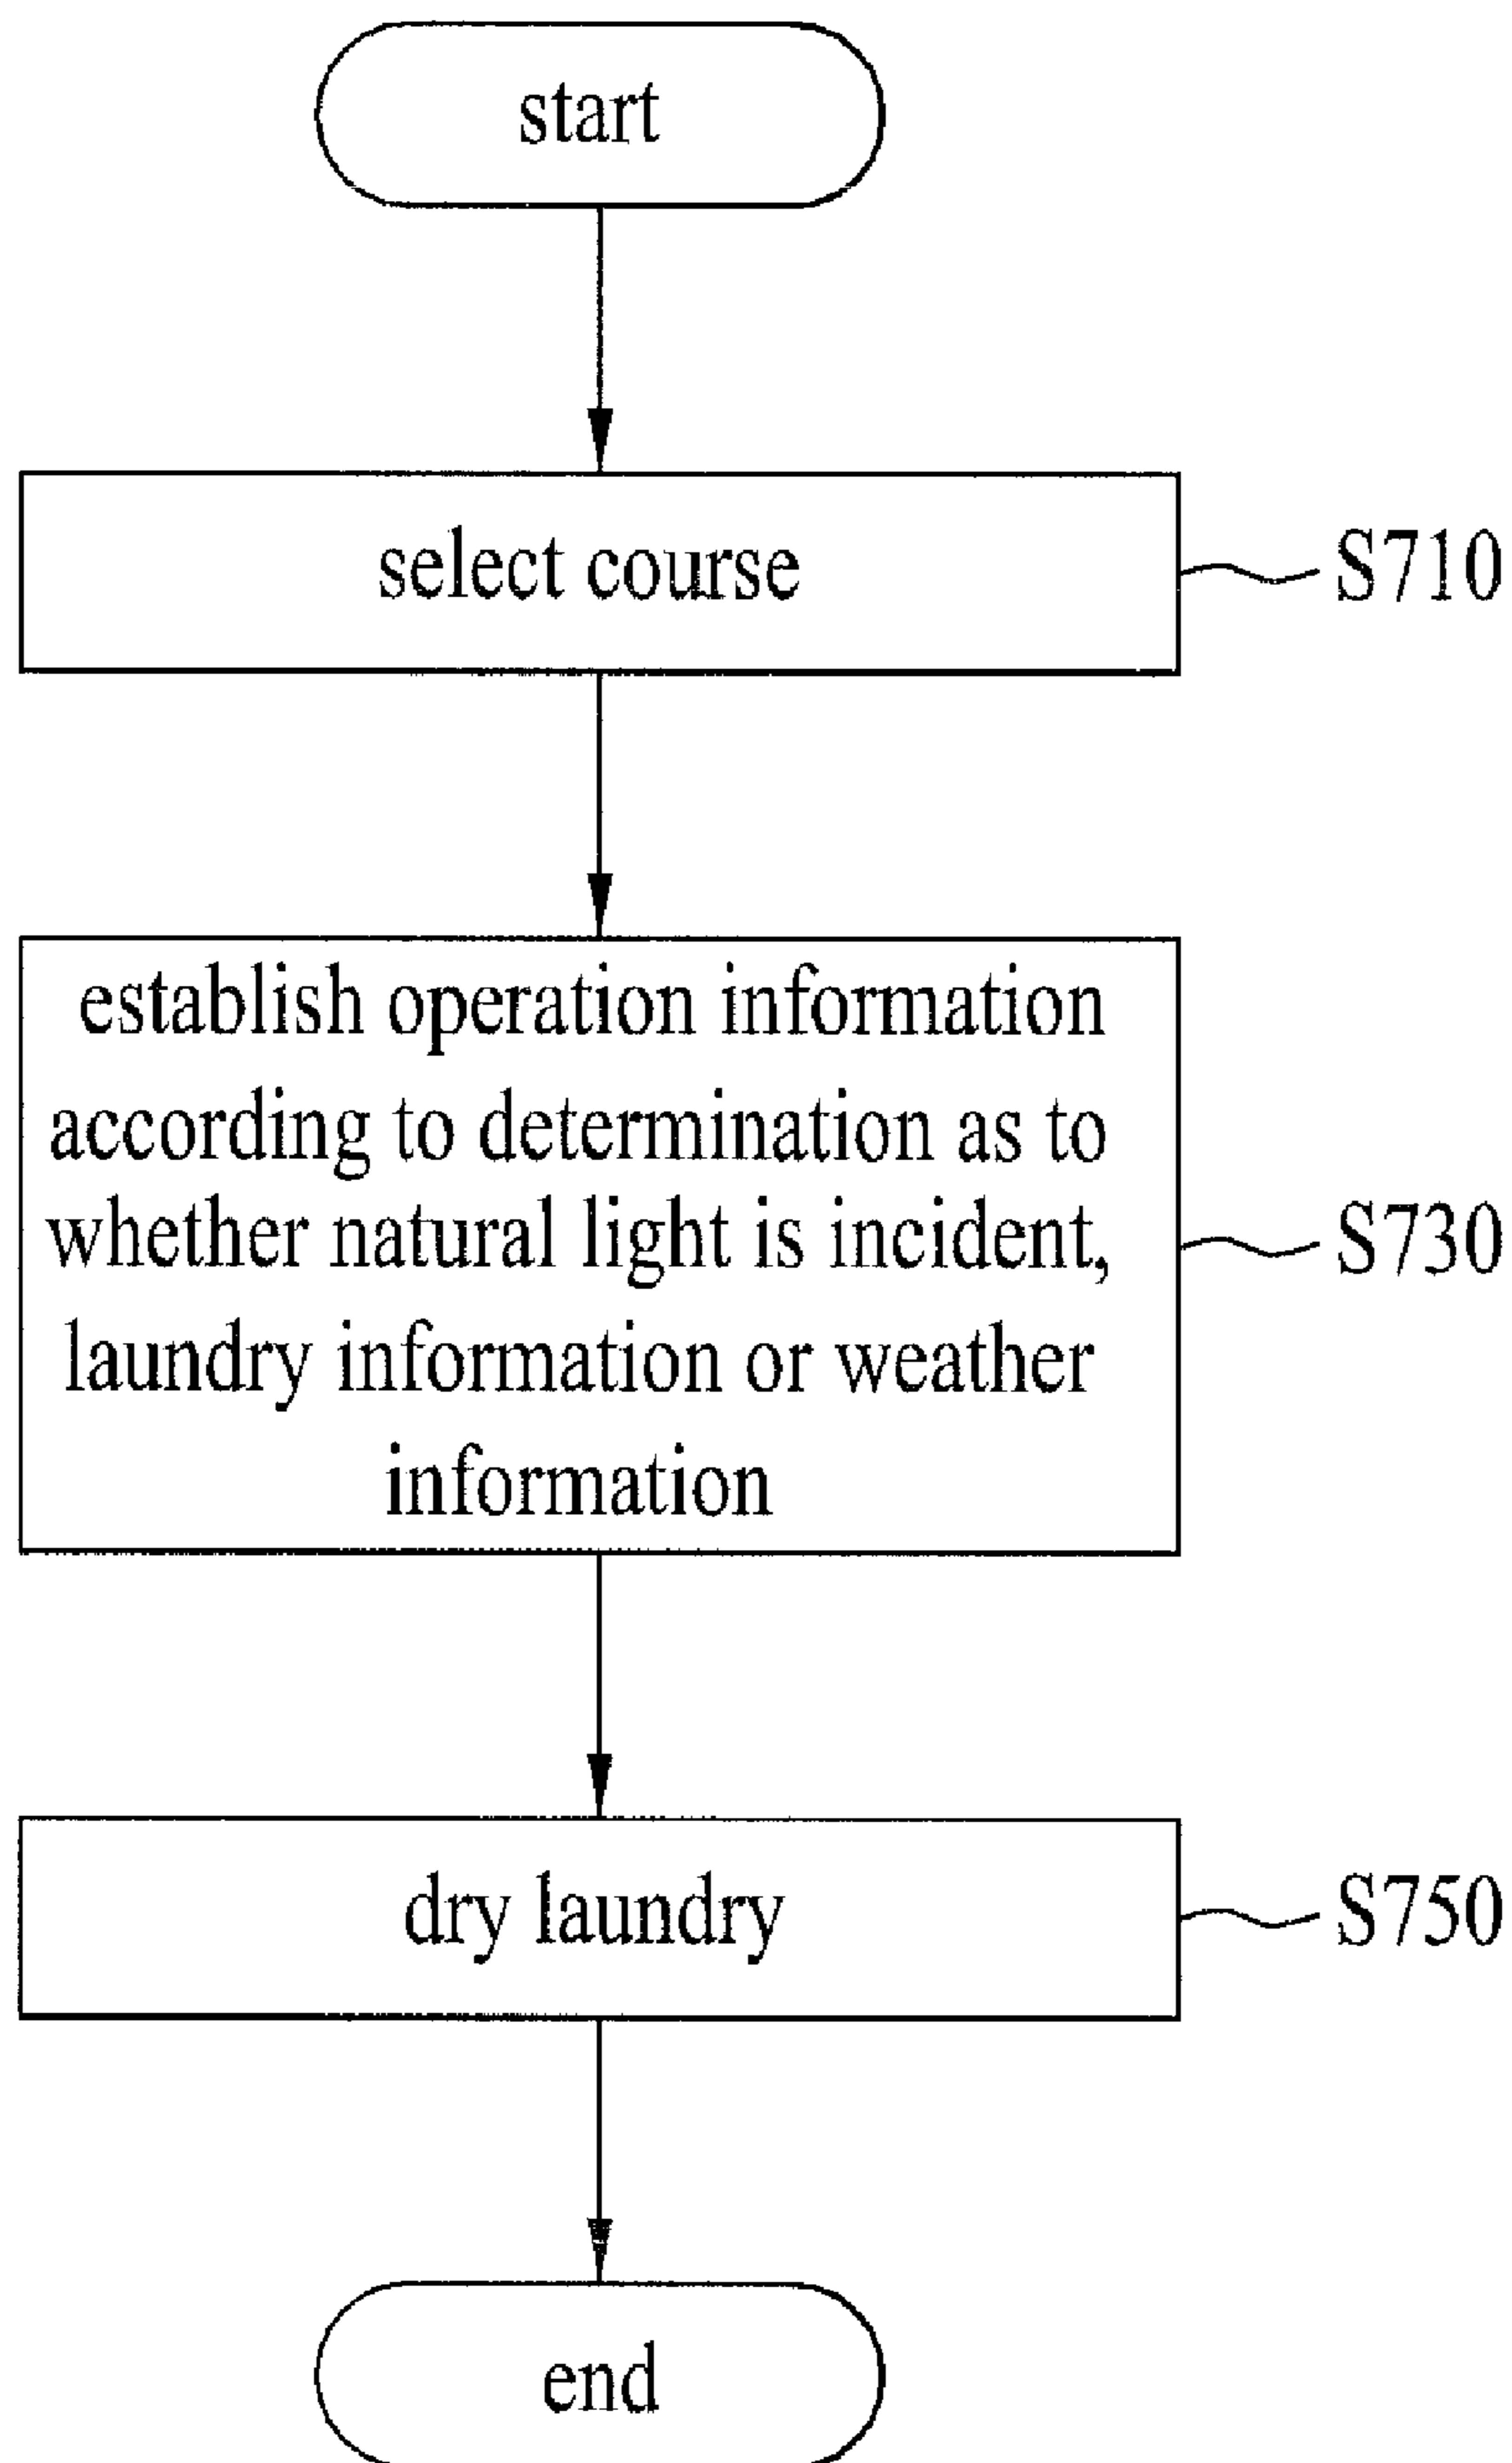 start
select course
S710
establish operation information
according to determination as to
whether natural light is incident,
laundry information or weather
information
S730
dry laundry
S750
end